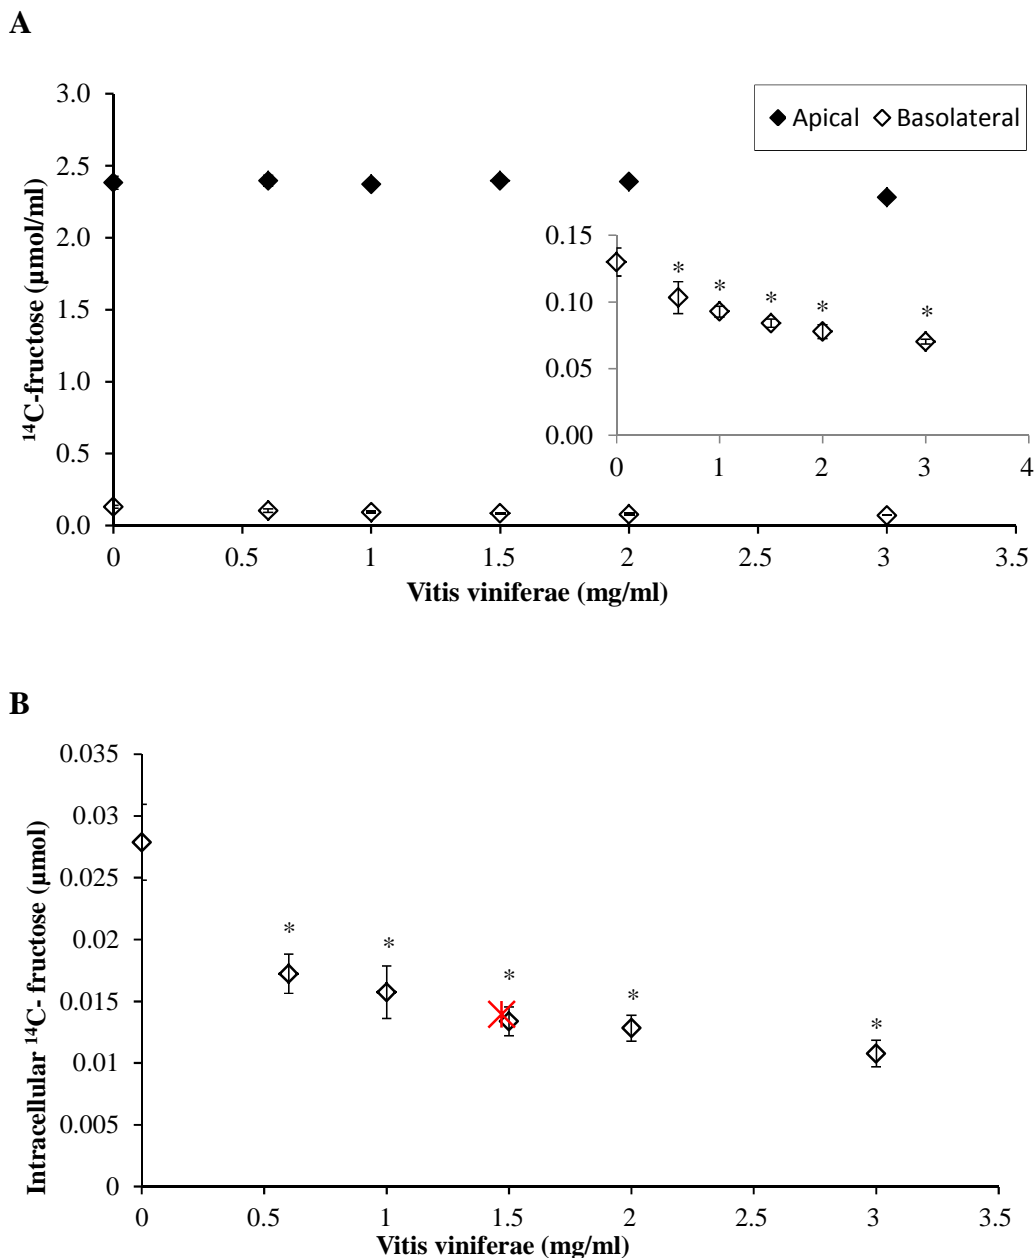 A
3.0
2.5
2.0
1.5
1.0
0.5
0.0
¹⁴C-fructose (µmol/ml)
Apical Basolateral
0.15
0.10
0.05
0.00
* * * * *
0 1 2 3 4
0 0.5 1 1.5 2 2.5 3 3.5
Vitis viniferae (mg/ml)
B
0.035
0.03
0.025
0.02
0.015
0.01
0.005
0
Intracellular ¹⁴C- fructose (µmol)
* * * * *
0 0.5 1 1.5 2 2.5 3 3.5
Vitis viniferae (mg/ml)